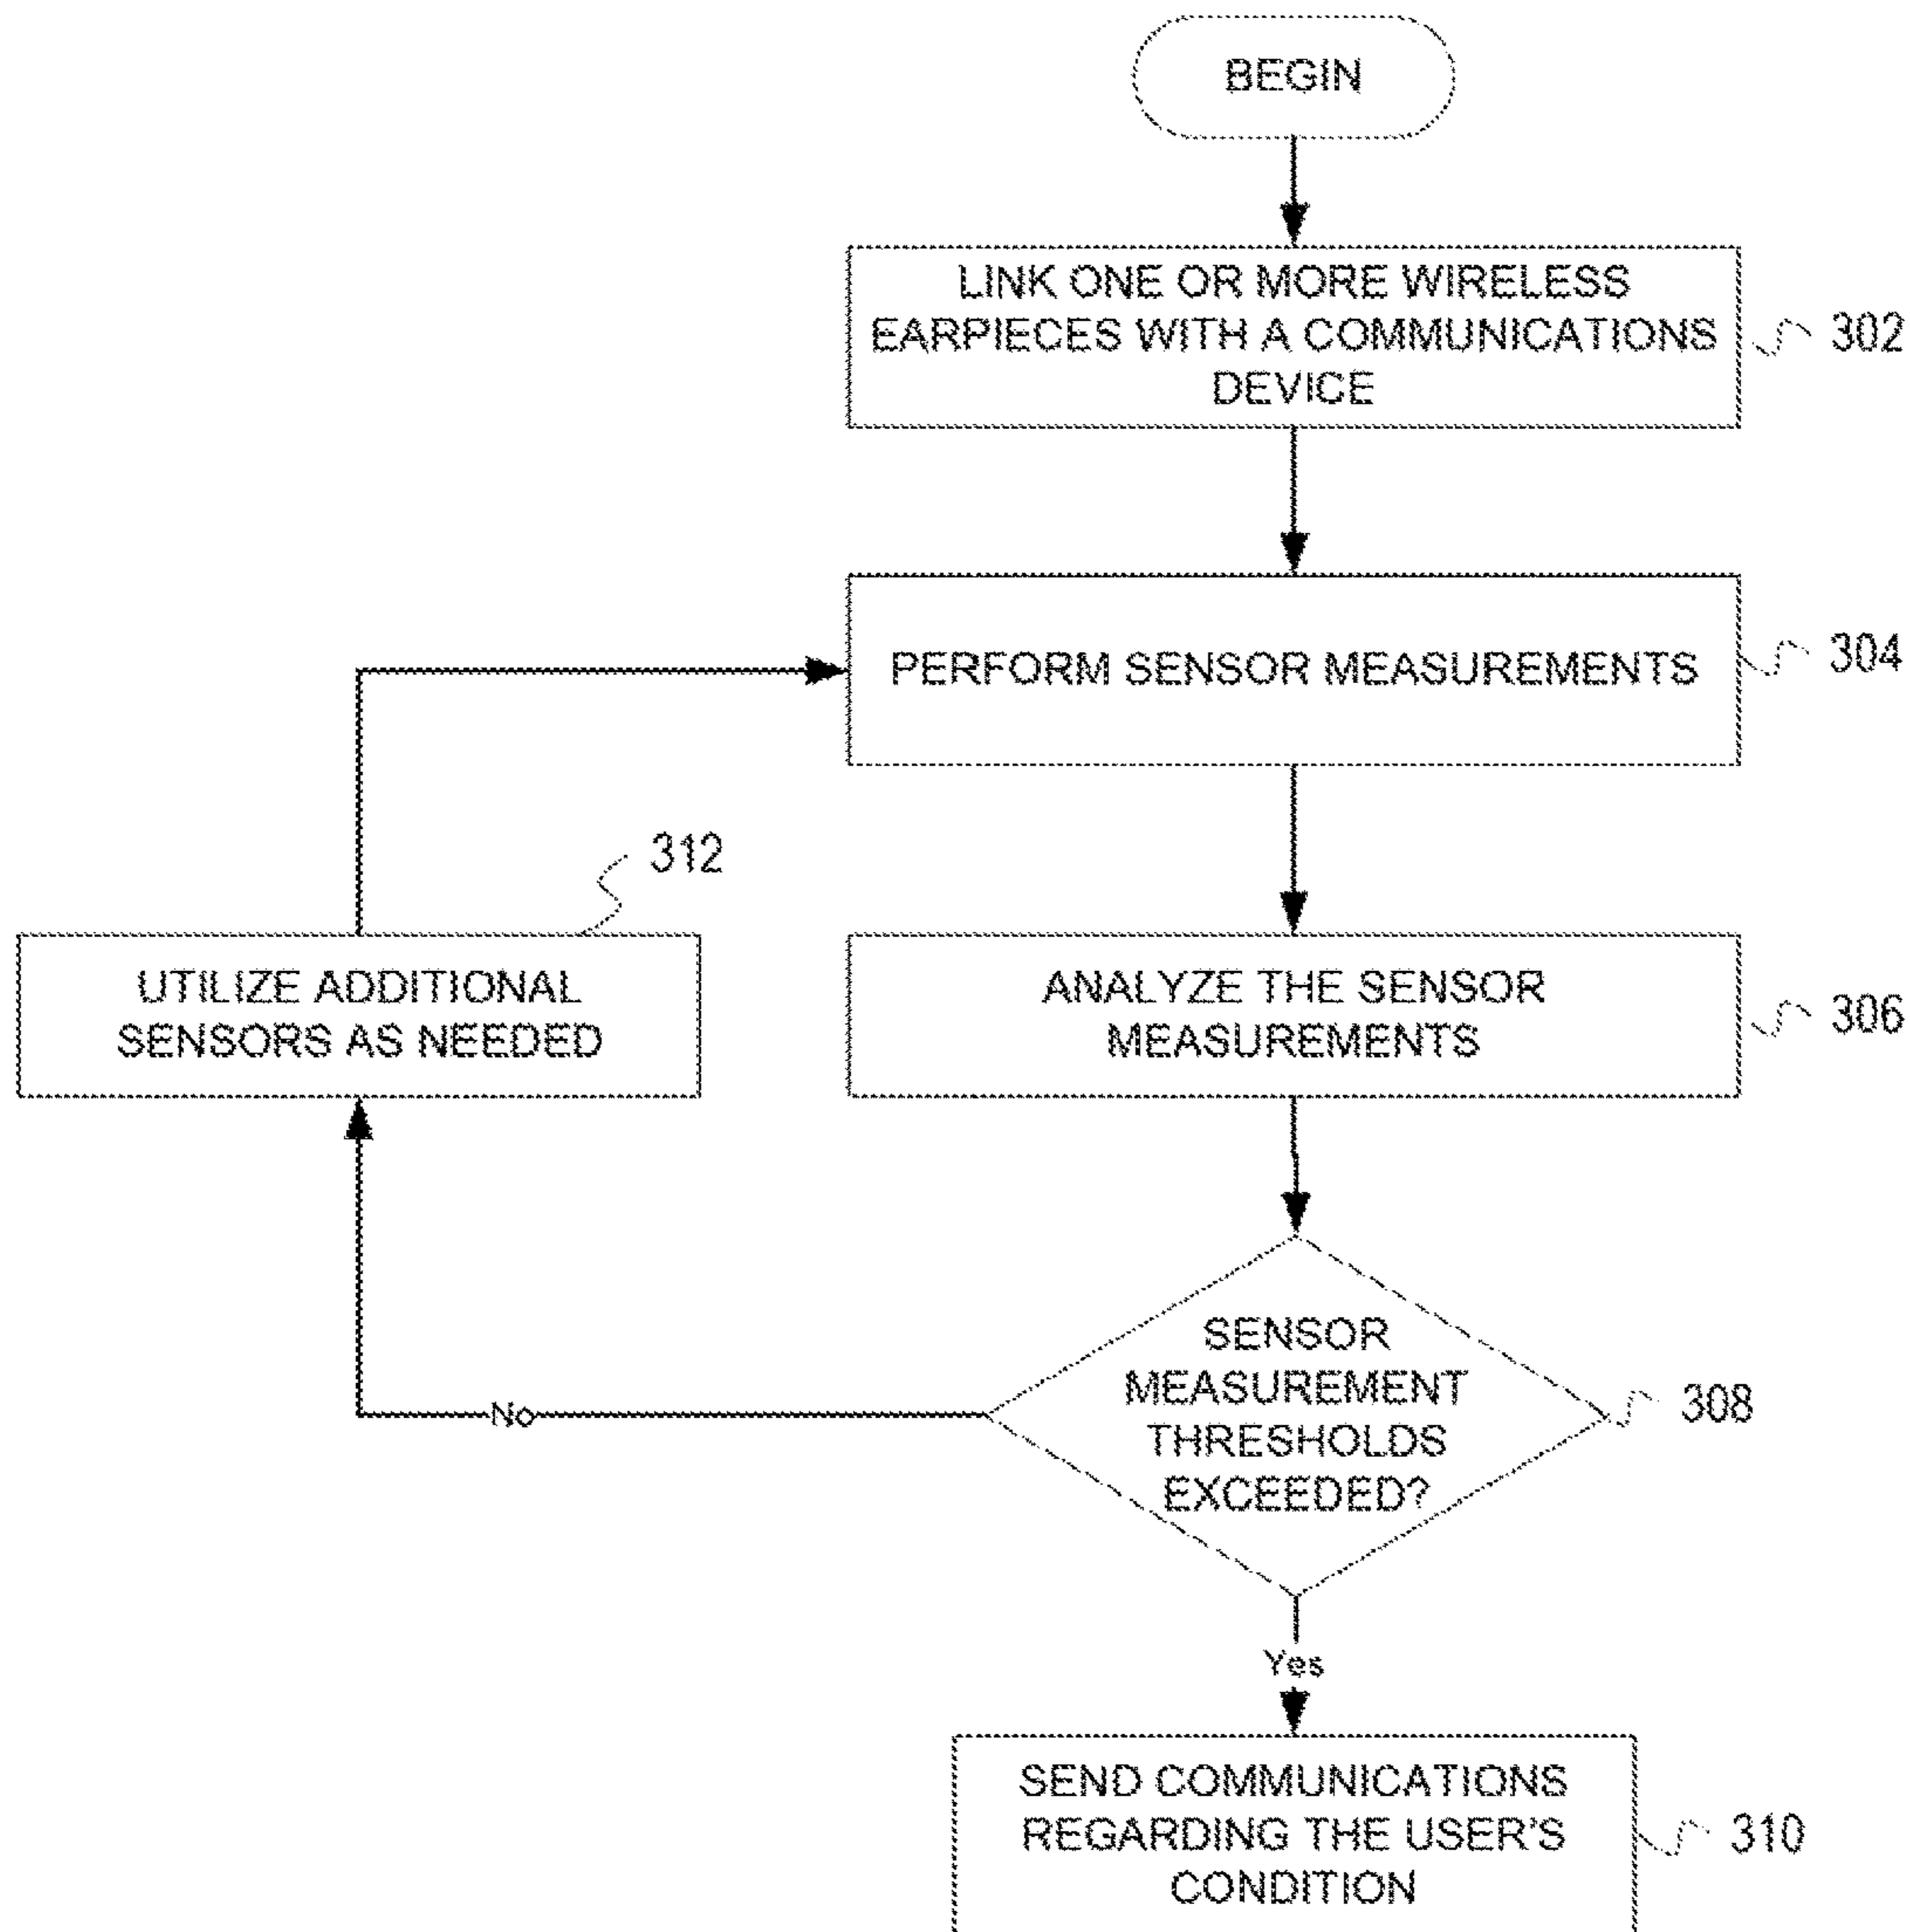 BEGIN
LINK ONE OR MORE WIRELESS
EARPIECES WITH A COMMUNICATIONS
DEVICE
302
PERFORM SENSOR MEASUREMENTS
304
312
UTILIZE ADDITIONAL
SENSORS AS NEEDED
ANALYZE THE SENSOR
MEASUREMENTS
306
SENSOR
MEASUREMENT
THRESHOLDS
EXCEEDED?
308
No
Yes
SEND COMMUNICATIONS
REGARDING THE USER'S
CONDITION
310